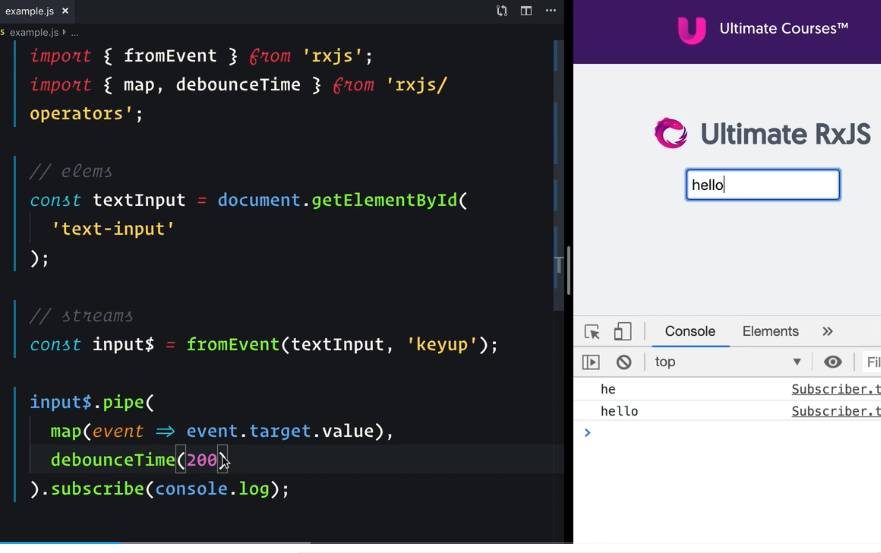 example.js ×
example.js
import { fromEvent } from 'rxjs';
import { map, debounceTime } from 'rxjs/
operators';
// elems
const textInput = document.getElementById(
'text-input'
);
// streams
const input$ = fromEvent(textInput, 'keyup');
input$.pipe(
map(event => event.target.value),
debounceTime(200)
).subscribe(console.log);
Ultimate Courses™
Ultimate RxJS
hello
Console Elements
top Fil
he Subscriber.t
hello Subscriber.t